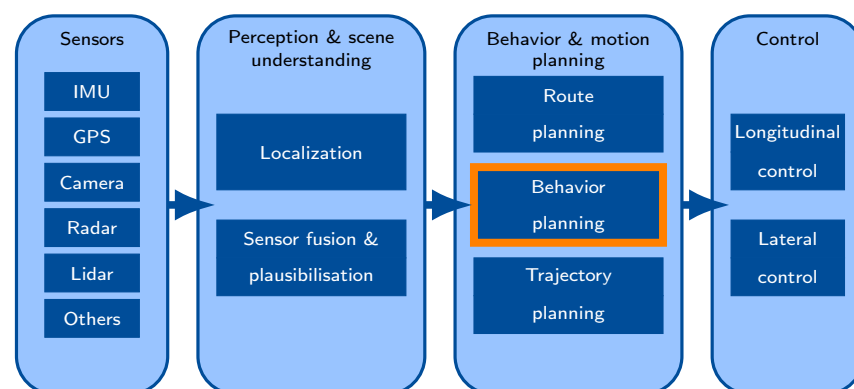 Sensors
IMU
GPS
Camera
Radar
Lidar
Others
Perception & scene
understanding
Localization
Sensor fusion &
plausibilisation
Behavior & motion
planning
Route
planning
Behavior
planning
Trajectory
planning
Control
Longitudinal
control
Lateral
control